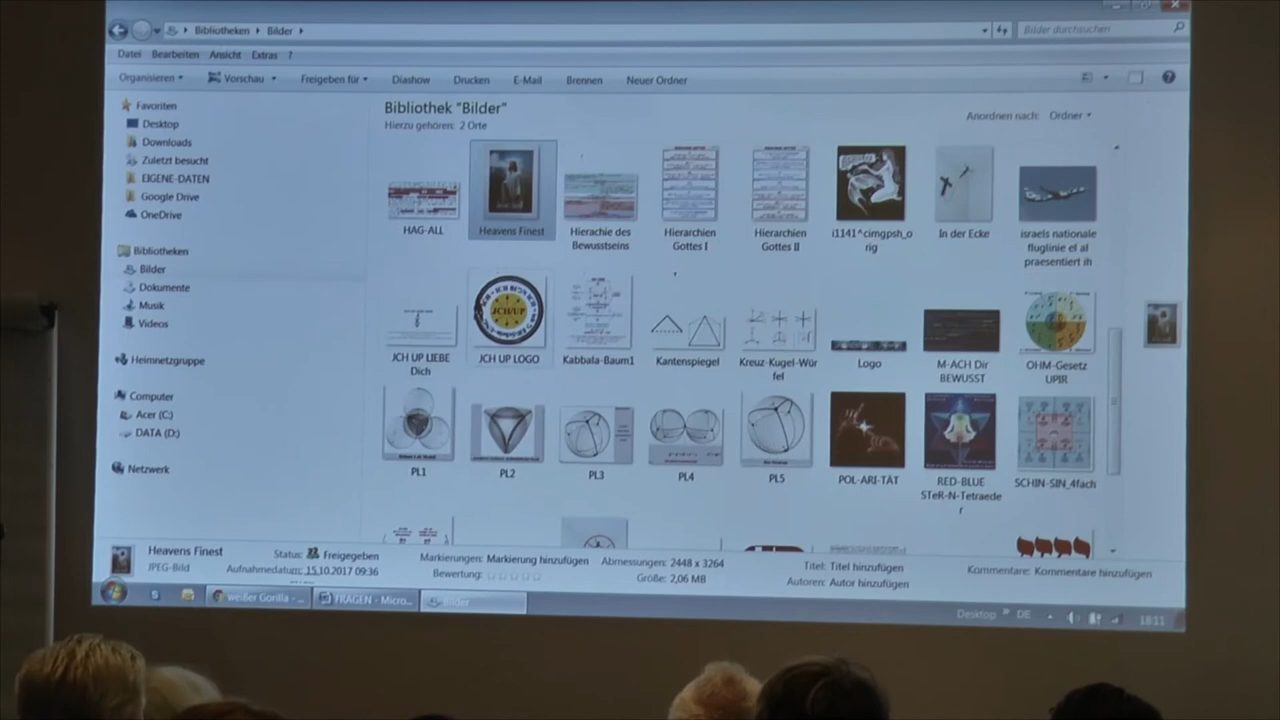 Bibliotheken
Bilder
Bilder durchsuchen
Datei Bearbeiten Ansicht Extras ?
Organisieren Vorschau Freigeben für Diashow Drucken E-Mail Brennen Neuer Ordner
Favoriten
Desktop
Downloads
Zuletzt besucht
EIGENE-DATEN
Google Drive
OneDrive
Bibliotheken
Bilder
Dokumente
Musik
Videos
Heimnetzgruppe
Computer
Acer (C:)
DATA (D:)
Netzwerk
Bibliothek "Bilder"
Hierzu gehören: 2 Orte
Anordnen nach: Ordner
HAG-ALL
Heavens Finest
Hierachie des
Bewusstseins
Hierarchien
Gottes I
Hierarchien
Gottes II
i1141^cimgpsh_o
rig
In der Ecke
israels nationale
fluglinie el al
praesentiert ih
JCH UP LIEBE
Dich
JCH/UP
JCH UP LOGO
Kabbala-Baum1
Kantenspiegel
Kreuz-Kugel-Wür
fel
Logo
M-ACH Dir
BEWUSST
OHM-Gesetz
UPIR
PL1
PL2
PL3
PL4
PL5
POL-ARI-TÄT
RED-BLUE
STeR-N-Tetraede
r
SCHIN-SIN_4fach
Heavens Finest
JPEG-Bild
Status: Freigegeben
Aufnahmedatum: 15.10.2017 09:36
Markierungen: Markierung hinzufügen
Bewertung:
Abmessungen: 2448 x 3264
Größe: 2,06 MB
Titel: Titel hinzufügen
Autoren: Autor hinzufügen
Kommentare: Kommentare hinzufügen
weißer Gorilla - ...
FRAGEN - Micro...
Bilder
Desktop
DE
18:11